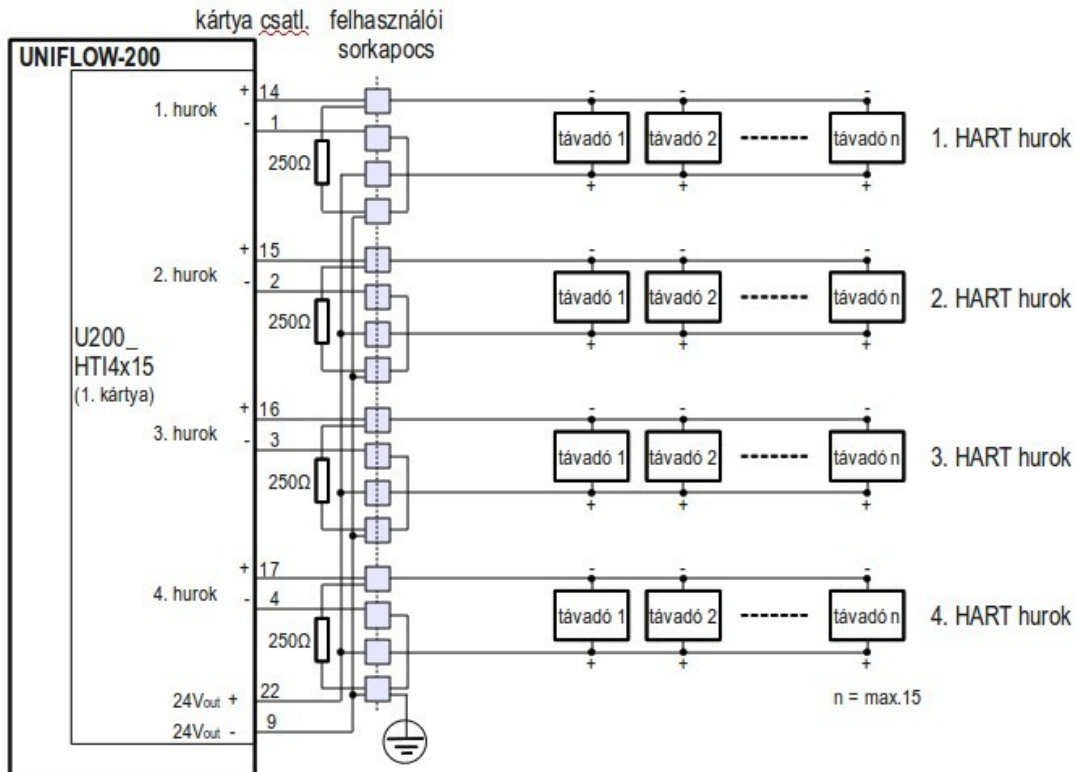 kártya csatl. felhasználói
sorkapocs
UNIFLOW-200
1. hurok + 14
- 1
250Ω
- - -
távadó 1 távadó 2 távadó n 1. HART hurok
+ + +
2. hurok + 15
- 2
250Ω
- - -
távadó 1 távadó 2 távadó n 2. HART hurok
+ + +
U200_
HTI4x15
(1. kártya)
3. hurok + 16
- 3
250Ω
- - -
távadó 1 távadó 2 távadó n 3. HART hurok
+ + +
4. hurok + 17
- 4
250Ω
- - -
távadó 1 távadó 2 távadó n 4. HART hurok
+ + +
24Vout + 22
24Vout - 9
n = max.15